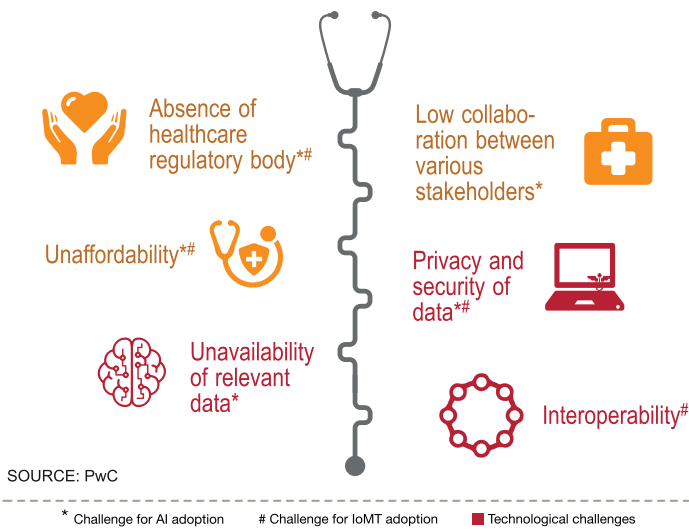 Absence of
healthcare
regulatory body*#
Low collabo-
ration between
various
stakeholders*
Unaffordability*#
Privacy and
security of
data*#
Unavailability
of relevant
data*
Interoperability#
SOURCE: PwC
* Challenge for AI adoption
# Challenge for IoMT adoption
Technological challenges